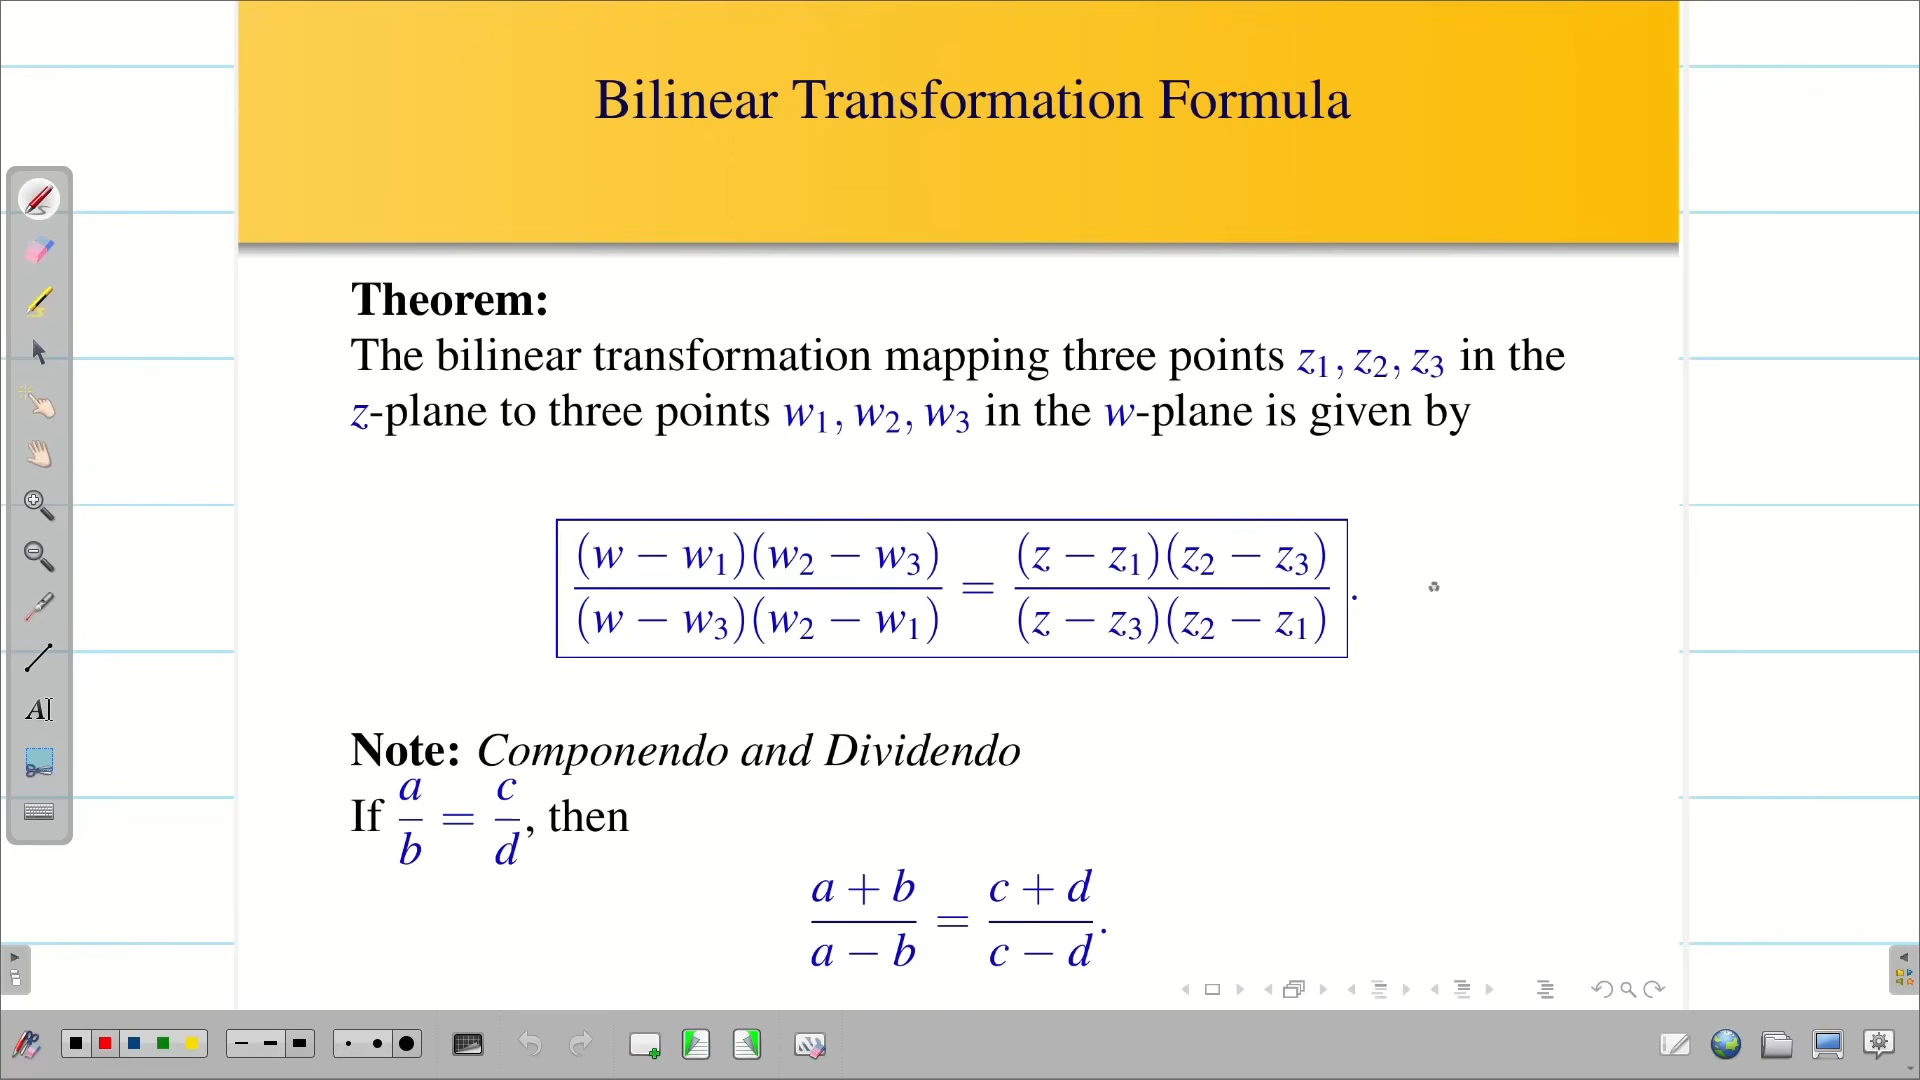 Bilinear Transformation Formula
Theorem:
The bilinear transformation mapping three points z₁, z₂, z₃ in the
z-plane to three points w₁, w₂, w₃ in the w-plane is given by
(w − w₁)(w₂ − w₃) / (w − w₃)(w₂ − w₁) = (z − z₁)(z₂ − z₃) / (z − z₃)(z₂ − z₁).
Note: Componendo and Dividendo
If a/b = c/d, then
(a + b)/(a − b) = (c + d)/(c − d).